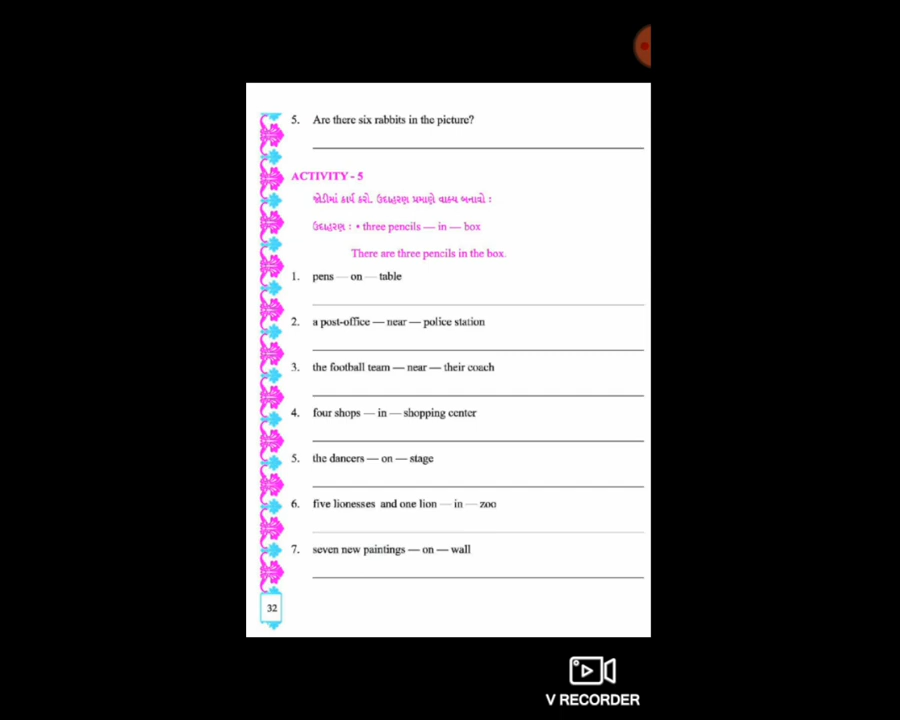 5. Are there six rabbits in the picture?
ACTIVITY - 5
જોડીમાં કાર્ય કરો. ઉદાહરણ પ્રમાણે વાક્ય બનાવો :
ઉદાહરણ : • three pencils — in — box
There are three pencils in the box.
1. pens — on — table
2. a post-office — near — police station
3. the football team — near — their coach
4. four shops — in — shopping center
5. the dancers — on — stage
6. five lionesses and one lion — in — zoo
7. seven new paintings — on — wall
32
V RECORDER